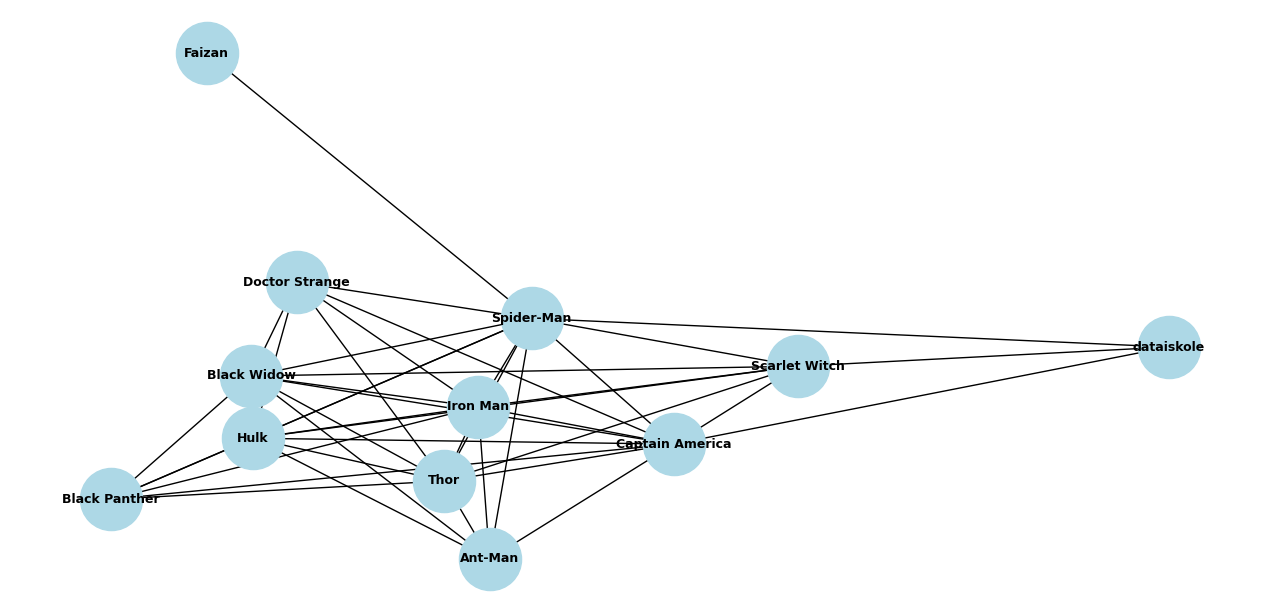 Faizan
Doctor Strange
Spider-Man
dataiskole
Scarlet Witch
Black Widow
Iron Man
Hulk
Captain America
Thor
Black Panther
Ant-Man